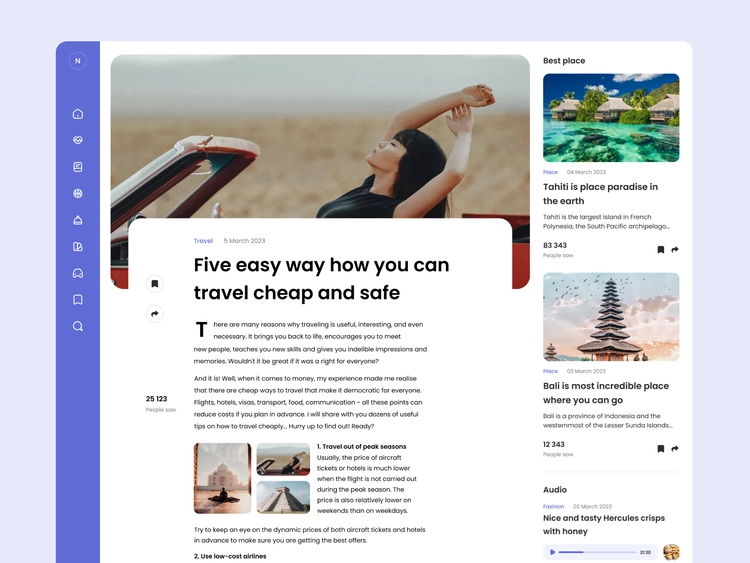 N
Travel 5 March 2023
Five easy way how you can
travel cheap and safe
There are many reasons why traveling is useful, interesting, and even
necessary. It brings you back to life, encourages you to meet
new people, teaches you new skills and gives you indelible impressions and
memories. Wouldn't it be great if it was a right for everyone?
And it is! Well, when it comes to money, my experience made me realise
that there are cheap ways to travel that make it democratic for everyone.
Flights, hotels, visas, transport, food, communication - all these points can
reduce costs if you plan in advance. I will share with you dozens of useful
tips on how to travel cheaply... Hurry up to find out! Ready?
25 123
People saw
1. Travel out of peak seasons
Usually, the price of aircraft
tickets or hotels is much lower
when the flight is not carried out
during the peak season. The
price is also relatively lower on
weekends than on weekdays.
Try to keep an eye on the dynamic prices of both aircraft tickets and hotels
in advance to make sure you are getting the best offers.
2. Use low-cost airlines
Best place
Place 04 March 2023
Tahiti is place paradise in
the earth
Tahiti is the largest island in French
Polynesia, the South Pacific archipelago...
83 343
People saw
Place 03 March 2023
Bali is most incredible place
where you can go
Bali is a province of Indonesia and the
westernmost of the Lesser Sunda Islands...
12 343
People saw
Audio
Fashion 02 March 2023
Nice and tasty Hercules crisps
with honey
21:30